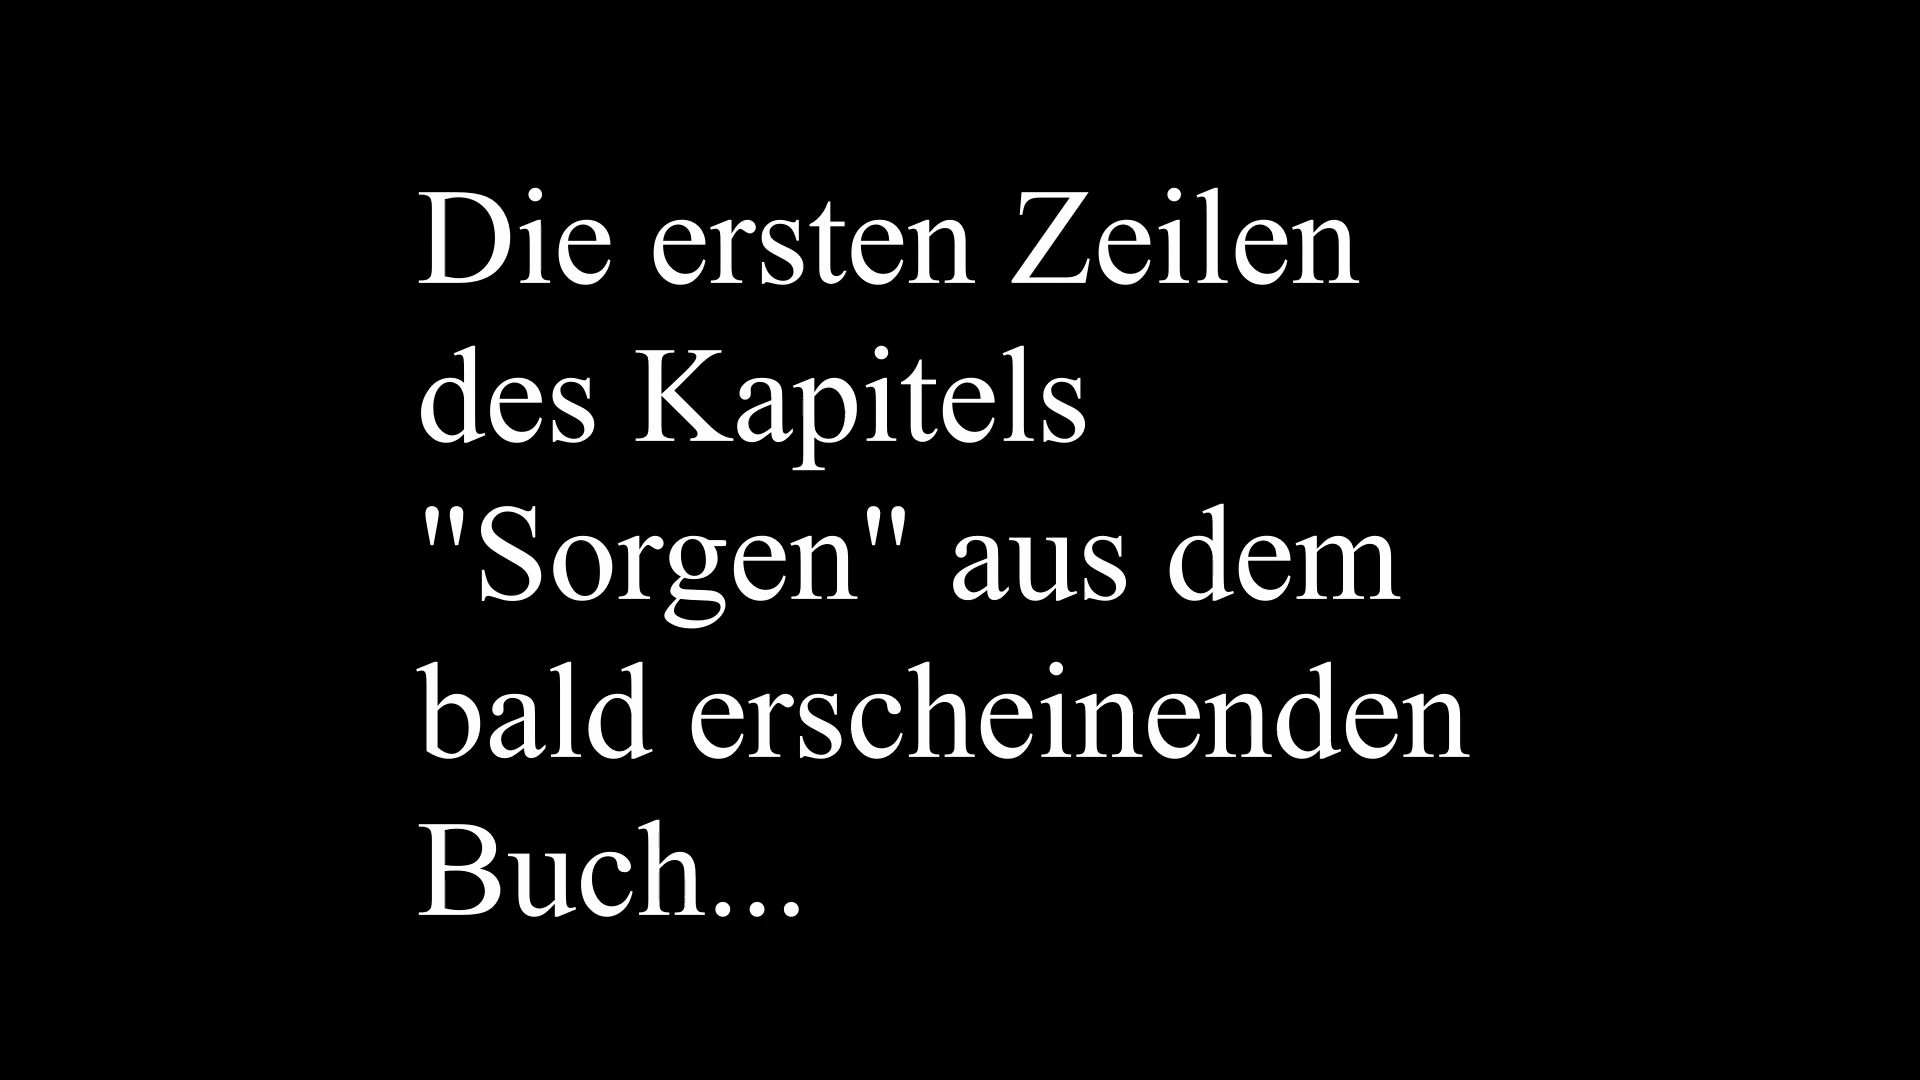 Die ersten Zeilen
des Kapitels
"Sorgen" aus dem
bald erscheinenden
Buch...